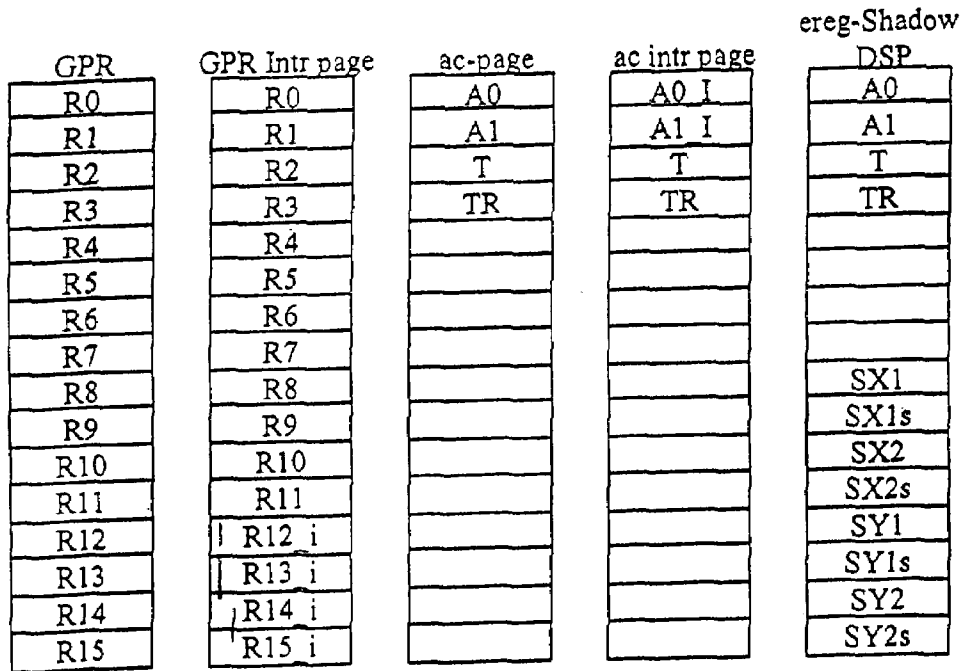 ereg-Shadow
GPR GPR Intr page ac-page ac intr page DSP
R0 R0 A0 A0 I A0
R1 R1 A1 A1 I A1
R2 R2 T T T
R3 R3 TR TR TR
R4 R4
R5 R5
R6 R6
R7 R7
R8 R8 SX1
R9 R9 SX1s
R10 R10 SX2
R11 R11 SX2s
R12 R12 i SY1
R13 R13 i SY1s
R14 R14 i SY2
R15 R15 i SY2s